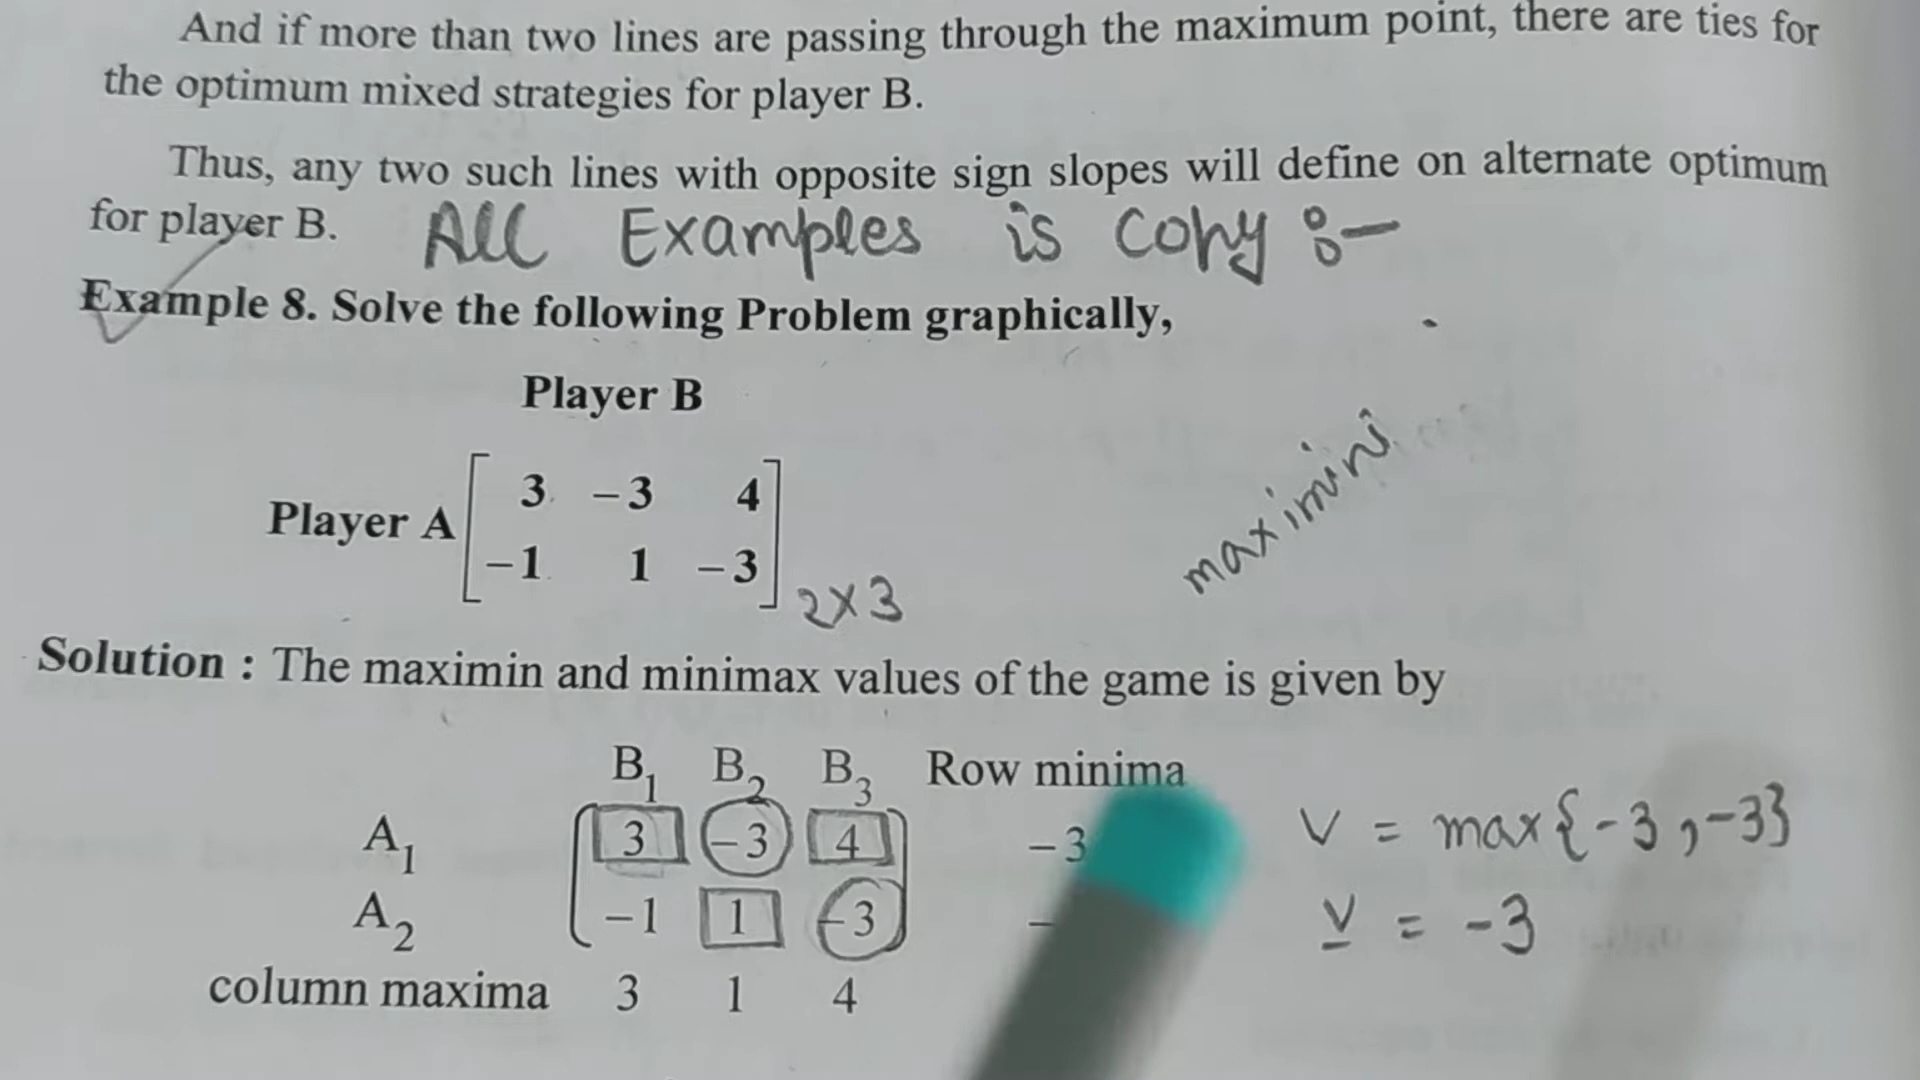 And if more than two lines are passing through the maximum point, there are ties for
the optimum mixed strategies for player B.
Thus, any two such lines with opposite sign slopes will define on alternate optimum
for player B. All Examples is Cohy :-
Example 8. Solve the following Problem graphically,
Player B
3 -3 4
Player A
-1 1 -3
2×3
maximini
Solution : The maximin and minimax values of the game is given by
B1 B2 B3 Row minima
A1 3 -3 4 -3 V = max{-3, -3}
A2 -1 1 -3 - V = -3
column maxima 3 1 4